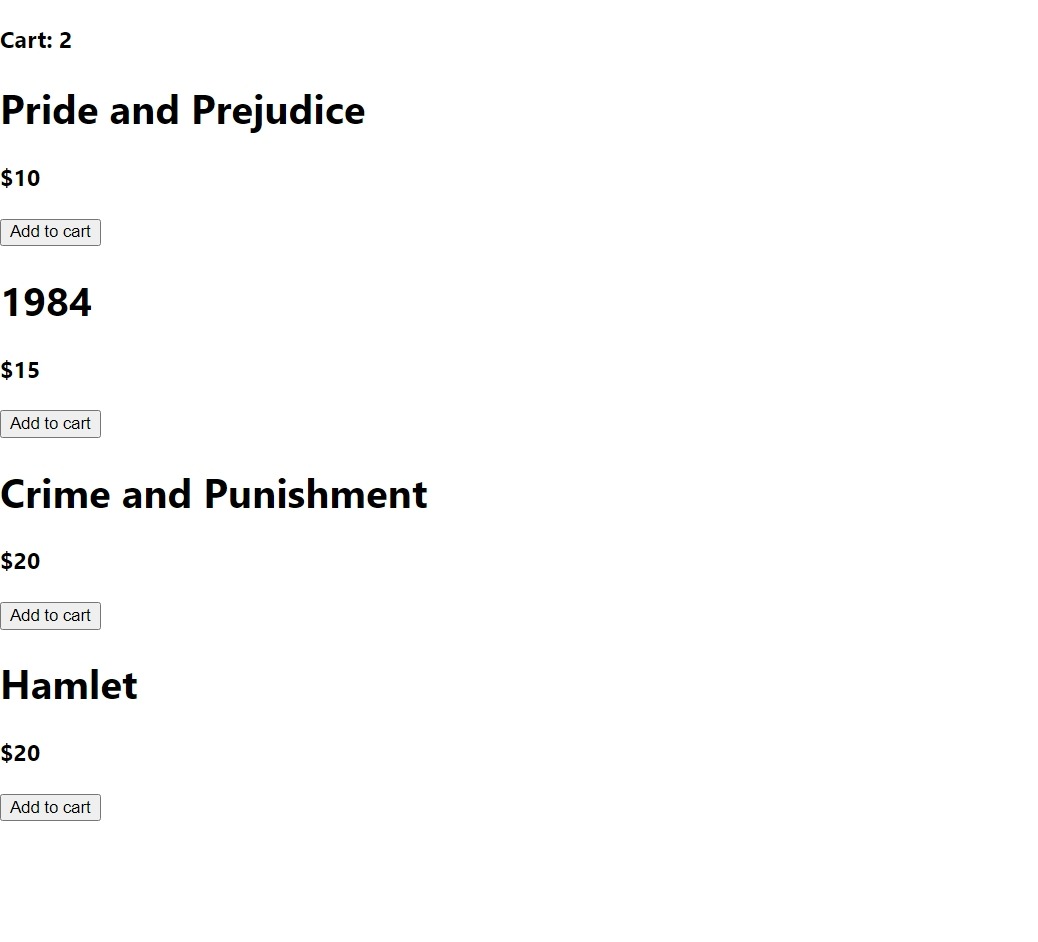 Cart: 2
Pride and Prejudice
$10
Add to cart
1984
$15
Add to cart
Crime and Punishment
$20
Add to cart
Hamlet
$20
Add to cart